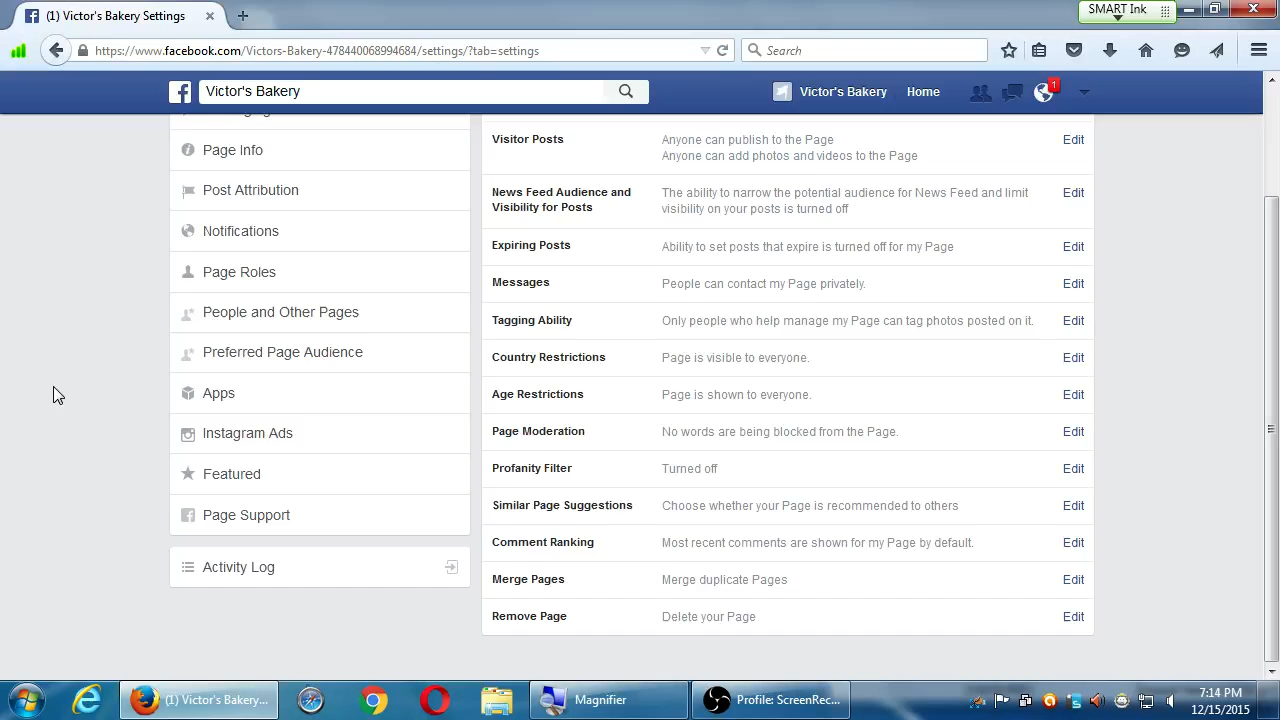 (1) Victor's Bakery Settings
SMART Ink
https://www.facebook.com/Victors-Bakery-478440068994684/settings/?tab=settings
Search
Victor's Bakery
Victor's Bakery
Home
1
Page Info
Post Attribution
Notifications
Page Roles
People and Other Pages
Preferred Page Audience
Apps
Instagram Ads
Featured
Page Support
Activity Log
Visitor Posts
Anyone can publish to the Page
Anyone can add photos and videos to the Page
Edit
News Feed Audience and
Visibility for Posts
The ability to narrow the potential audience for News Feed and limit
visibility on your posts is turned off
Edit
Expiring Posts
Ability to set posts that expire is turned off for my Page
Edit
Messages
People can contact my Page privately.
Edit
Tagging Ability
Only people who help manage my Page can tag photos posted on it.
Edit
Country Restrictions
Page is visible to everyone.
Edit
Age Restrictions
Page is shown to everyone.
Edit
Page Moderation
No words are being blocked from the Page.
Edit
Profanity Filter
Turned off
Edit
Similar Page Suggestions
Choose whether your Page is recommended to others
Edit
Comment Ranking
Most recent comments are shown for my Page by default.
Edit
Merge Pages
Merge duplicate Pages
Edit
Remove Page
Delete your Page
Edit
(1) Victor's Bakery...
Magnifier
Profile: ScreenRec...
7:14 PM
12/15/2015